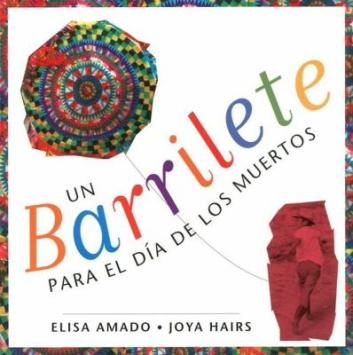 UN
Barrilete
PARA EL DÍA DE LOS MUERTOS
ELISA AMADO • JOYA HAIRS